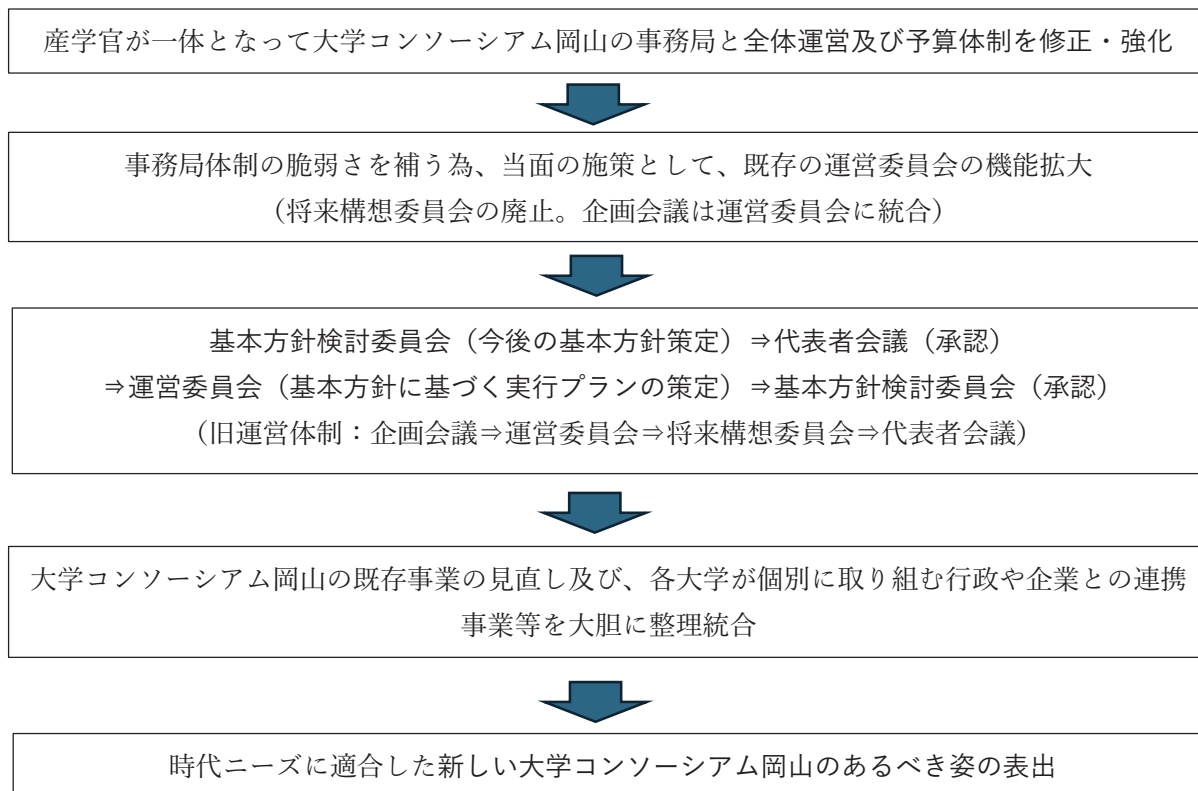 産学官が一体となって大学コンソーシアム岡山の事務局と全体運営及び予算体制を修正・強化
事務局体制の脆弱さを補う為、当面の施策として、既存の運営委員会の機能拡大
（将来構想委員会の廃止。企画会議は運営委員会に統合）
基本方針検討委員会（今後の基本方針策定）⇒代表者会議（承認）
⇒運営委員会（基本方針に基づく実行プランの策定）⇒基本方針検討委員会（承認）
（旧運営体制：企画会議⇒運営委員会⇒将来構想委員会⇒代表者会議）
大学コンソーシアム岡山の既存事業の見直し及び、各大学が個別に取り組む行政や企業との連携
事業等を大胆に整理統合
時代ニーズに適合した新しい大学コンソーシアム岡山のあるべき姿の表出